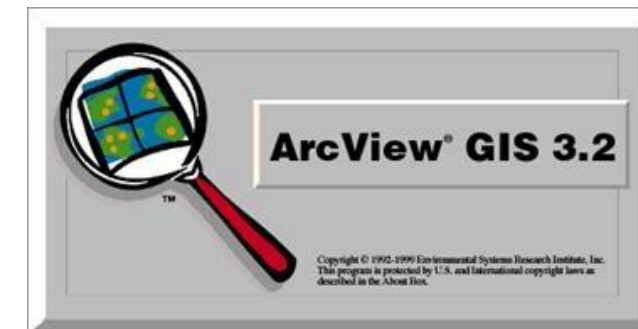 ArcView® GIS 3.2
TM
Copyright © 1992-1999 Environmental Systems Research Institute, Inc.
This program is protected by U.S. and International copyright laws as
described in the About Box.